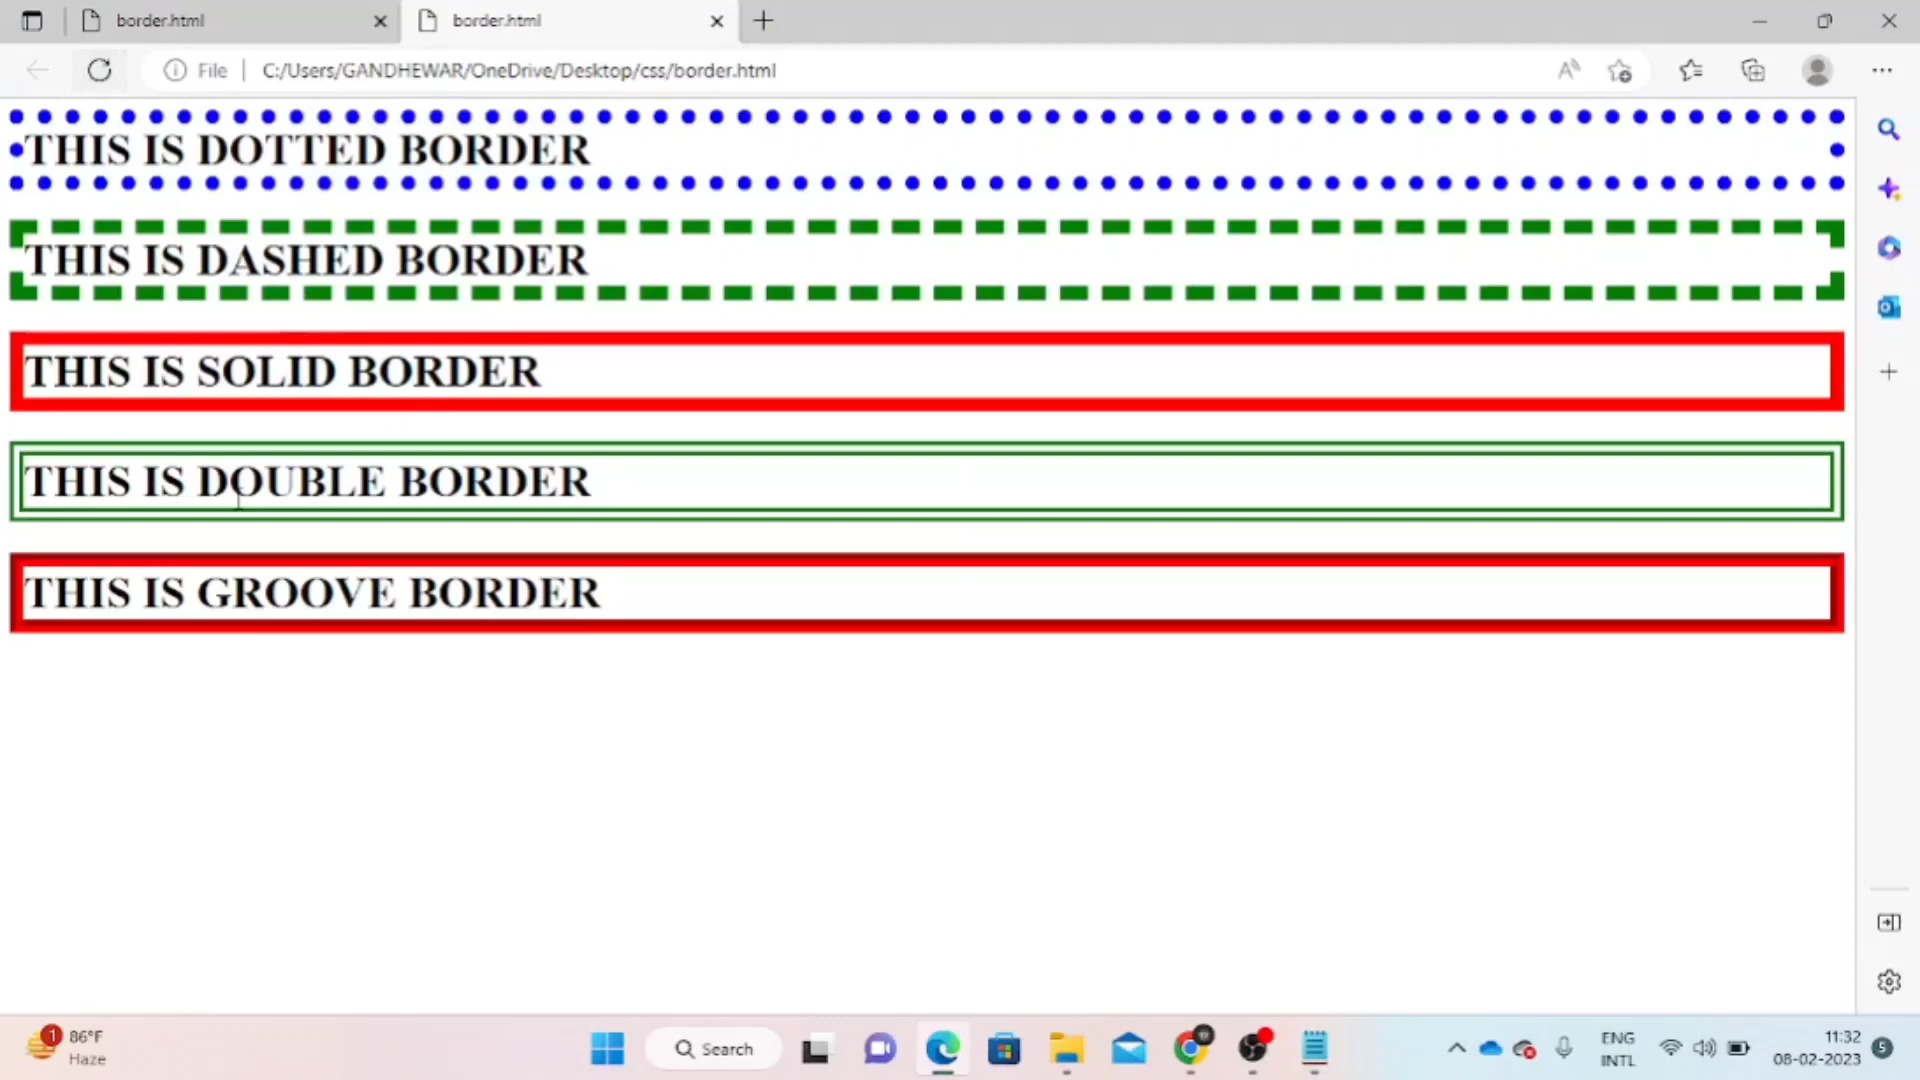 border.html
border.html
File
C:/Users/GANDHEWAR/OneDrive/Desktop/css/border.html
THIS IS DOTTED BORDER
THIS IS DASHED BORDER
THIS IS SOLID BORDER
THIS IS DOUBLE BORDER
THIS IS GROOVE BORDER
1
86°F
Haze
Search
ENG
INTL
11:32
08-02-2023
5